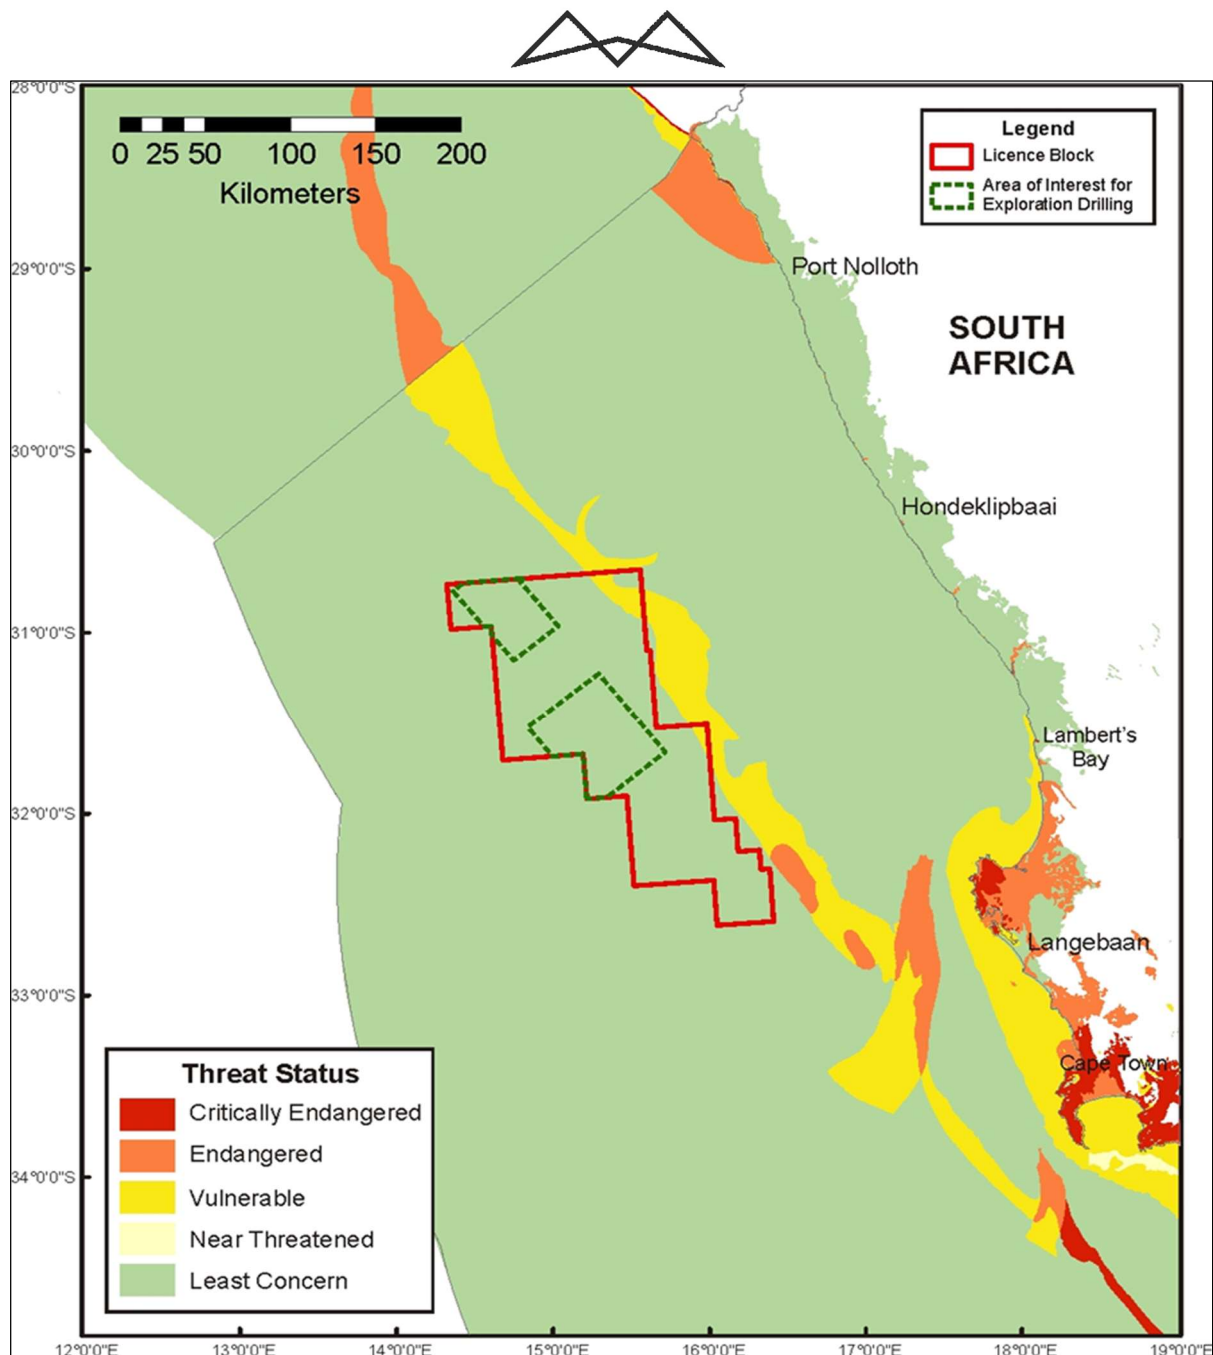 28°0'0"S
0 25 50 100 150 200
Kilometers
Legend
Licence Block
Area of Interest for
Exploration Drilling
29°0'0"S
Port Nolloth
SOUTH
AFRICA
30°0'0"S
Hondeklipbaai
31°0'0"S
Lambert's
Bay
32°0'0"S
Langebaan
33°0'0"S
Cape Town
Threat Status
Critically Endangered
Endangered
Vulnerable
Near Threatened
Least Concern
34°0'0"S
12°0'0"E 13°0'0"E 14°0'0"E 15°0'0"E 16°0'0"E 17°0'0"E 18°0'0"E 19°0'0"E